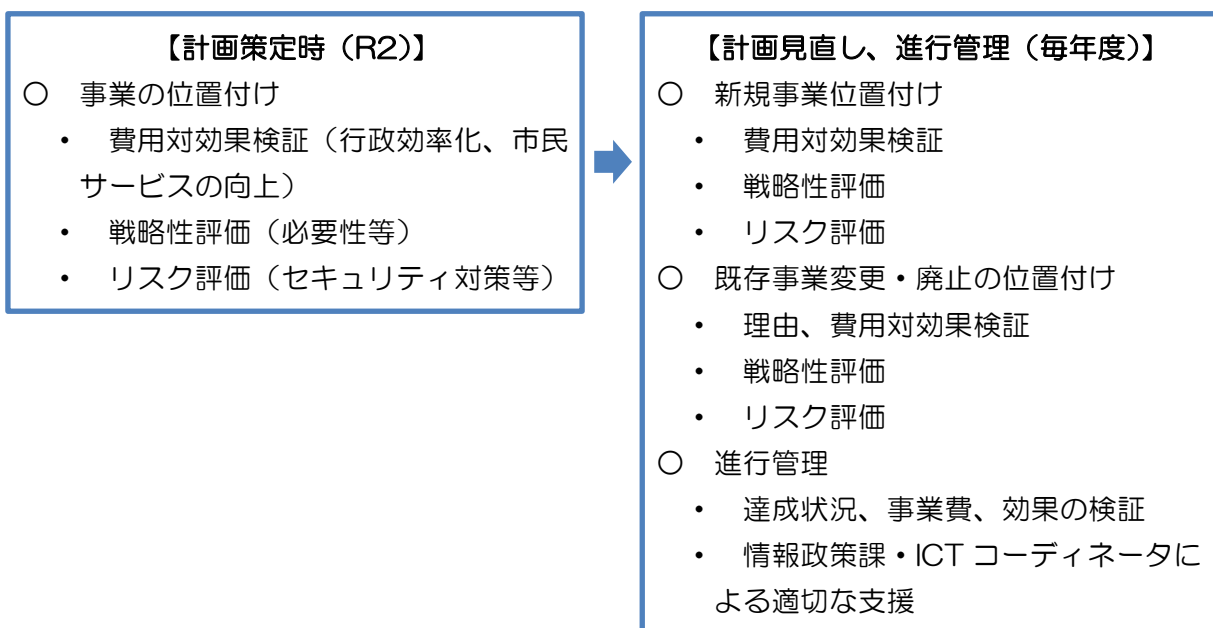 【計画策定時（R2）】
○　事業の位置付け
・　費用対効果検証（行政効率化、市民
サービスの向上）
・　戦略性評価（必要性等）
・　リスク評価（セキュリティ対策等）
【計画見直し、進行管理（毎年度）】
○　新規事業位置付け
・　費用対効果検証
・　戦略性評価
・　リスク評価
○　既存事業変更・廃止の位置付け
・　理由、費用対効果検証
・　戦略性評価
・　リスク評価
○　進行管理
・　達成状況、事業費、効果の検証
・　情報政策課・ICT コーディネータに
よる適切な支援